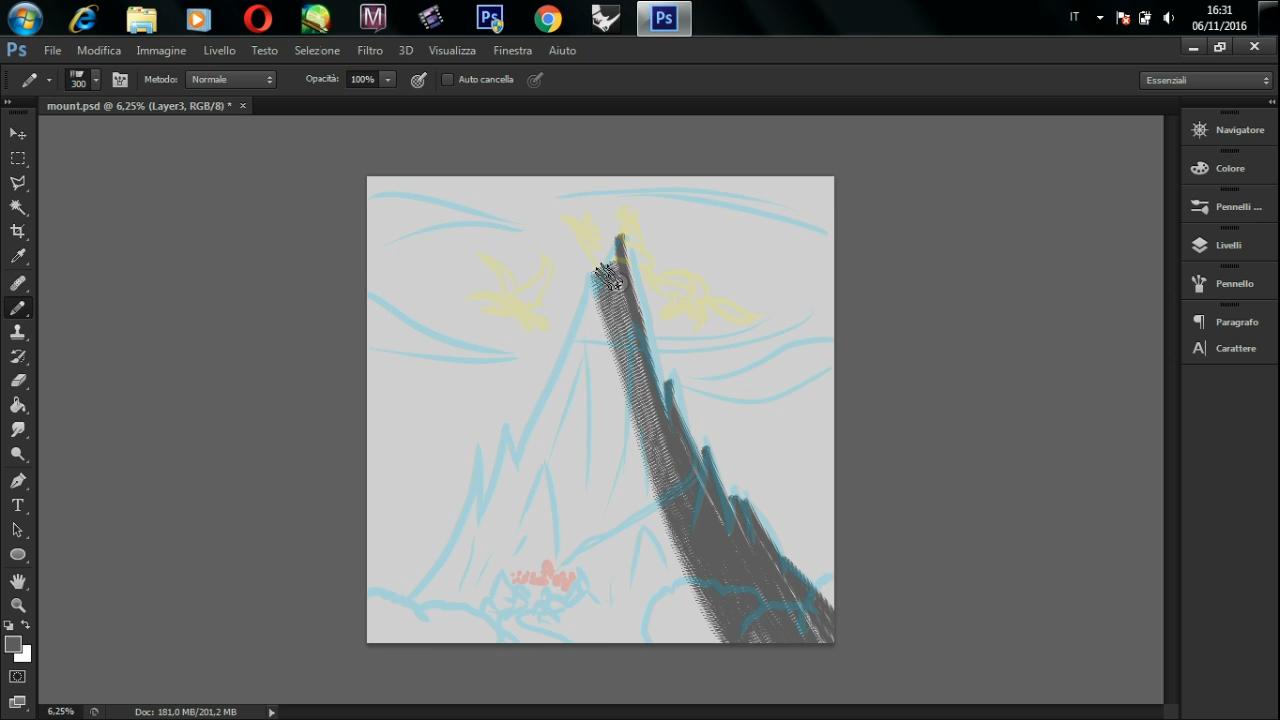 IT
16:31
06/11/2016
Ps
File Modifica Immagine Livello Testo Selezione Filtro 3D Visualizza Finestra Aiuto
300 Metodo: Normale Opacità: 100% Auto cancella Essenziali
mount.psd @ 6,25% (Layer3, RGB/8) * ×
Navigatore
Colore
Pennelli ...
Livelli
Pennello
Paragrafo
Carattere
6,25% Doc: 181,0 MB/201,2 MB